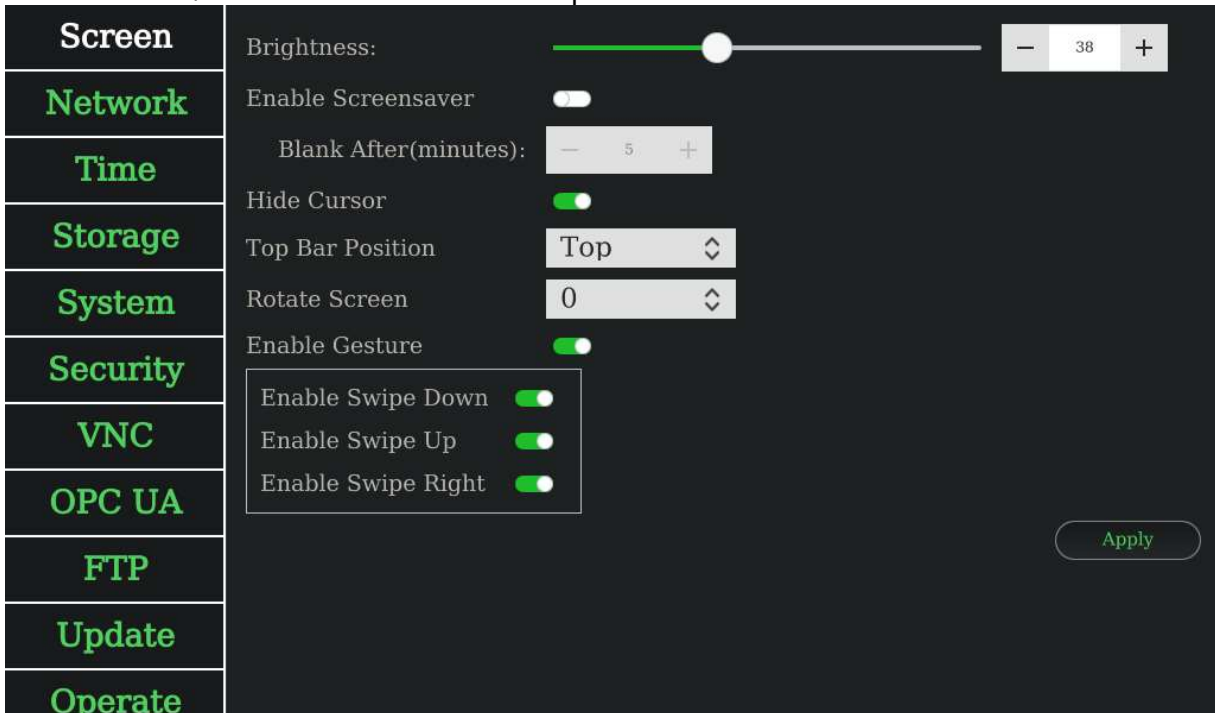 Screen
Network
Time
Storage
System
Security
VNC
OPC UA
FTP
Update
Operate
Brightness:
− 38 +
Enable Screensaver
Blank After(minutes):
− 5 +
Hide Cursor
Top Bar Position
Top
Rotate Screen
0
Enable Gesture
Enable Swipe Down
Enable Swipe Up
Enable Swipe Right
Apply